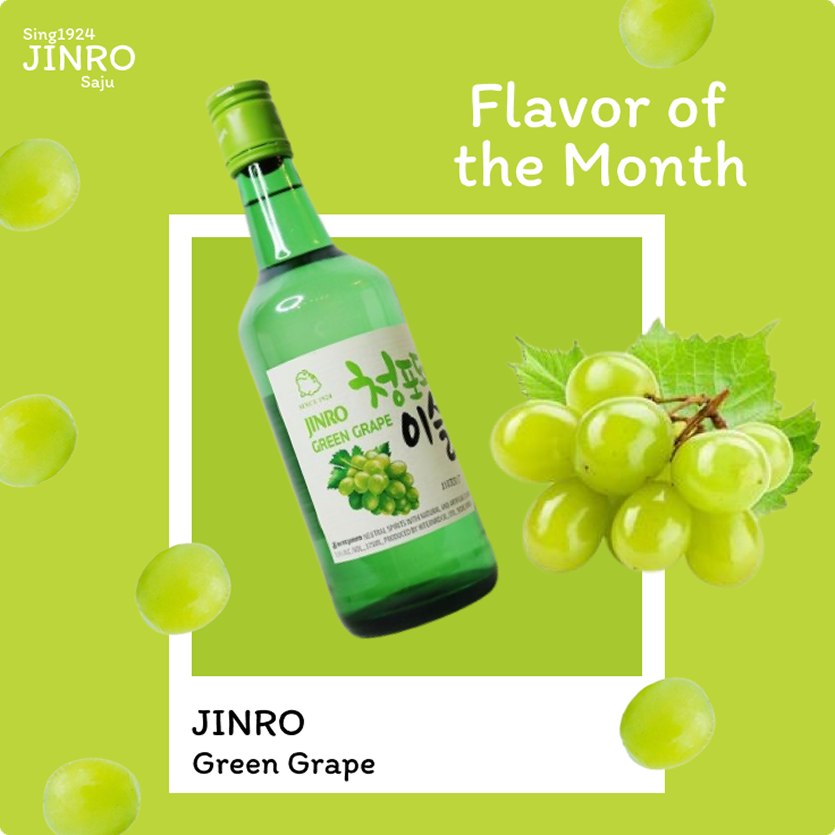 Sing1924
JINRO
Saju
Flavor of
the Month
SINCE 1924
청포도
이슬
JINRO
GREEN GRAPE
JINRO
Green Grape